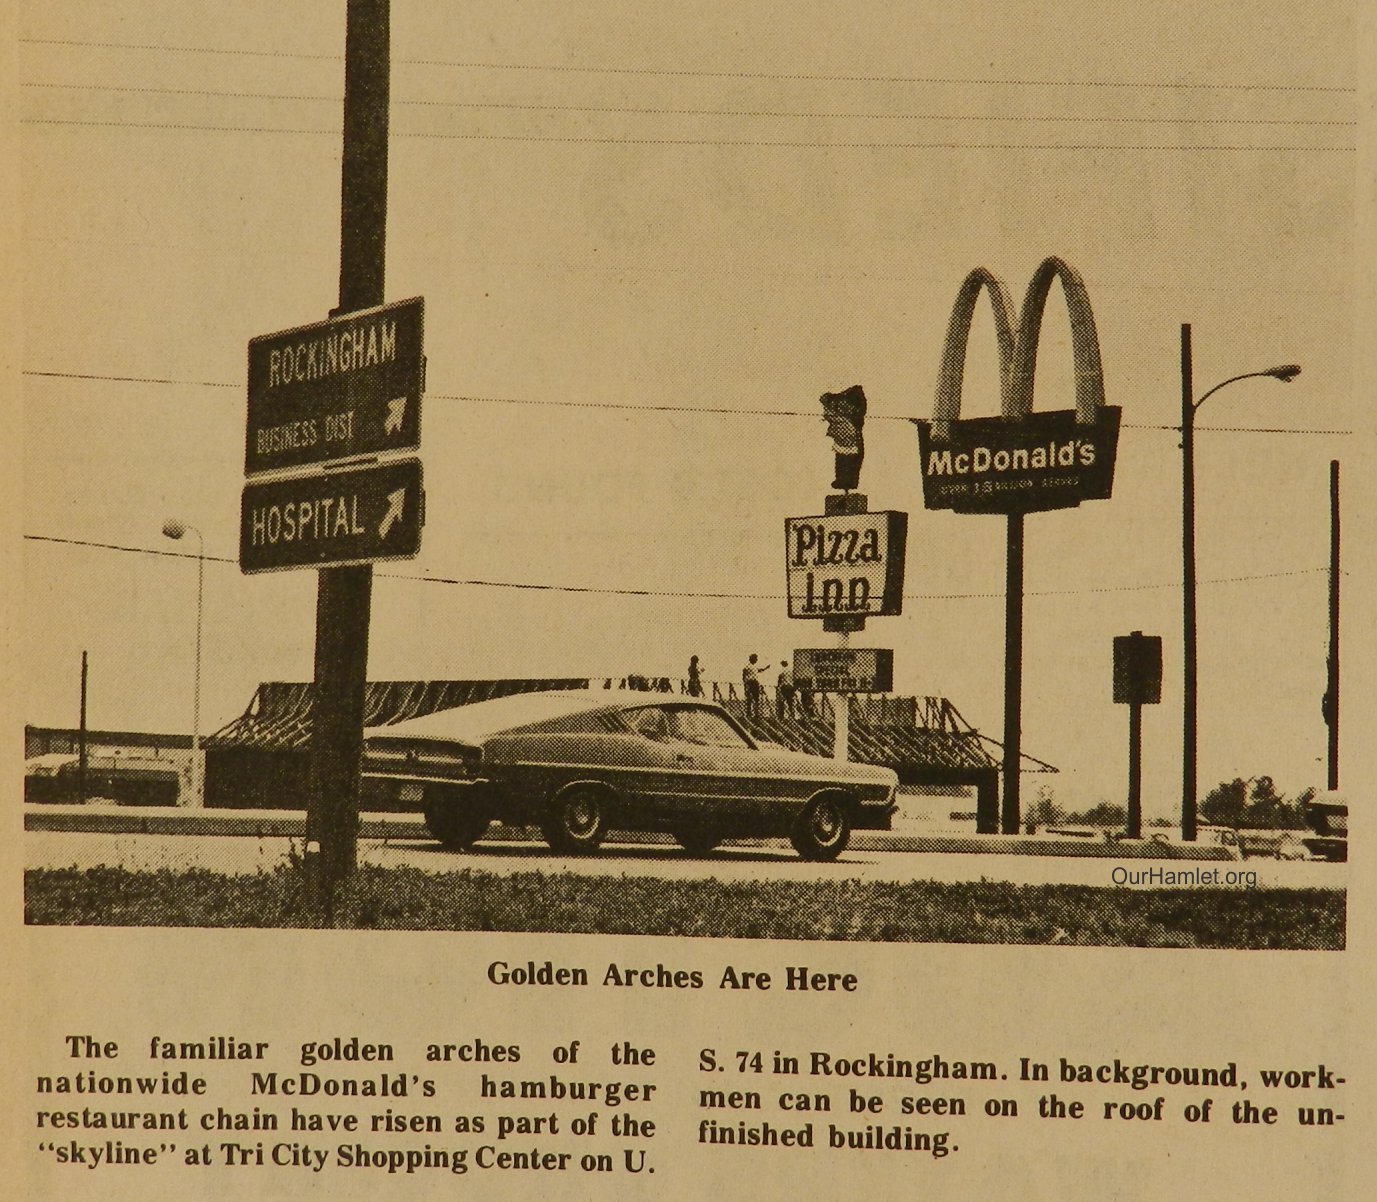 ROCKINGHAM
BUSINESS DIST
HOSPITAL
McDonald's
Pizza
Inn
SPECIAL
OurHamlet.org
Golden Arches Are Here
The familiar golden arches of the
nationwide McDonald's hamburger
restaurant chain have risen as part of the
"skyline" at Tri City Shopping Center on U.
S. 74 in Rockingham. In background, work-
men can be seen on the roof of the un-
finished building.